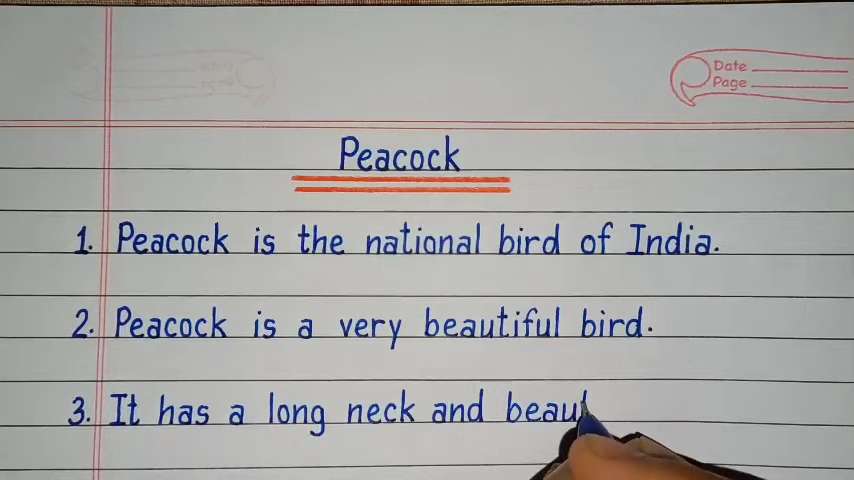 Date
Page
Peacock
1. Peacock is the national bird of India.
2. Peacock is a very beautiful bird.
3. It has a long neck and beaut